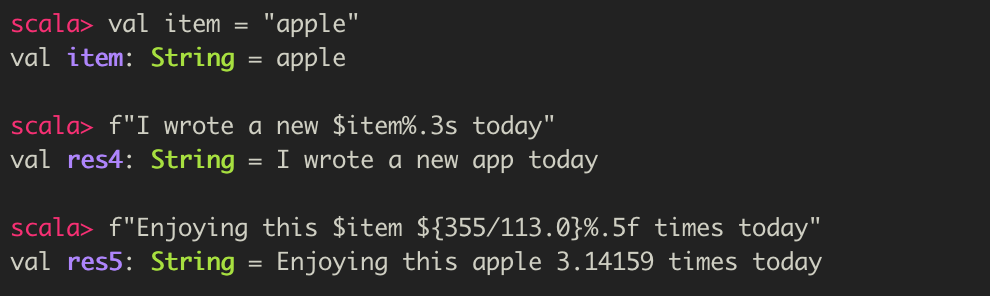 scala> val item = "apple"
val item: String = apple
scala> f"I wrote a new $item%.3s today"
val res4: String = I wrote a new app today
scala> f"Enjoying this $item ${355/113.0}%.5f times today"
val res5: String = Enjoying this apple 3.14159 times today